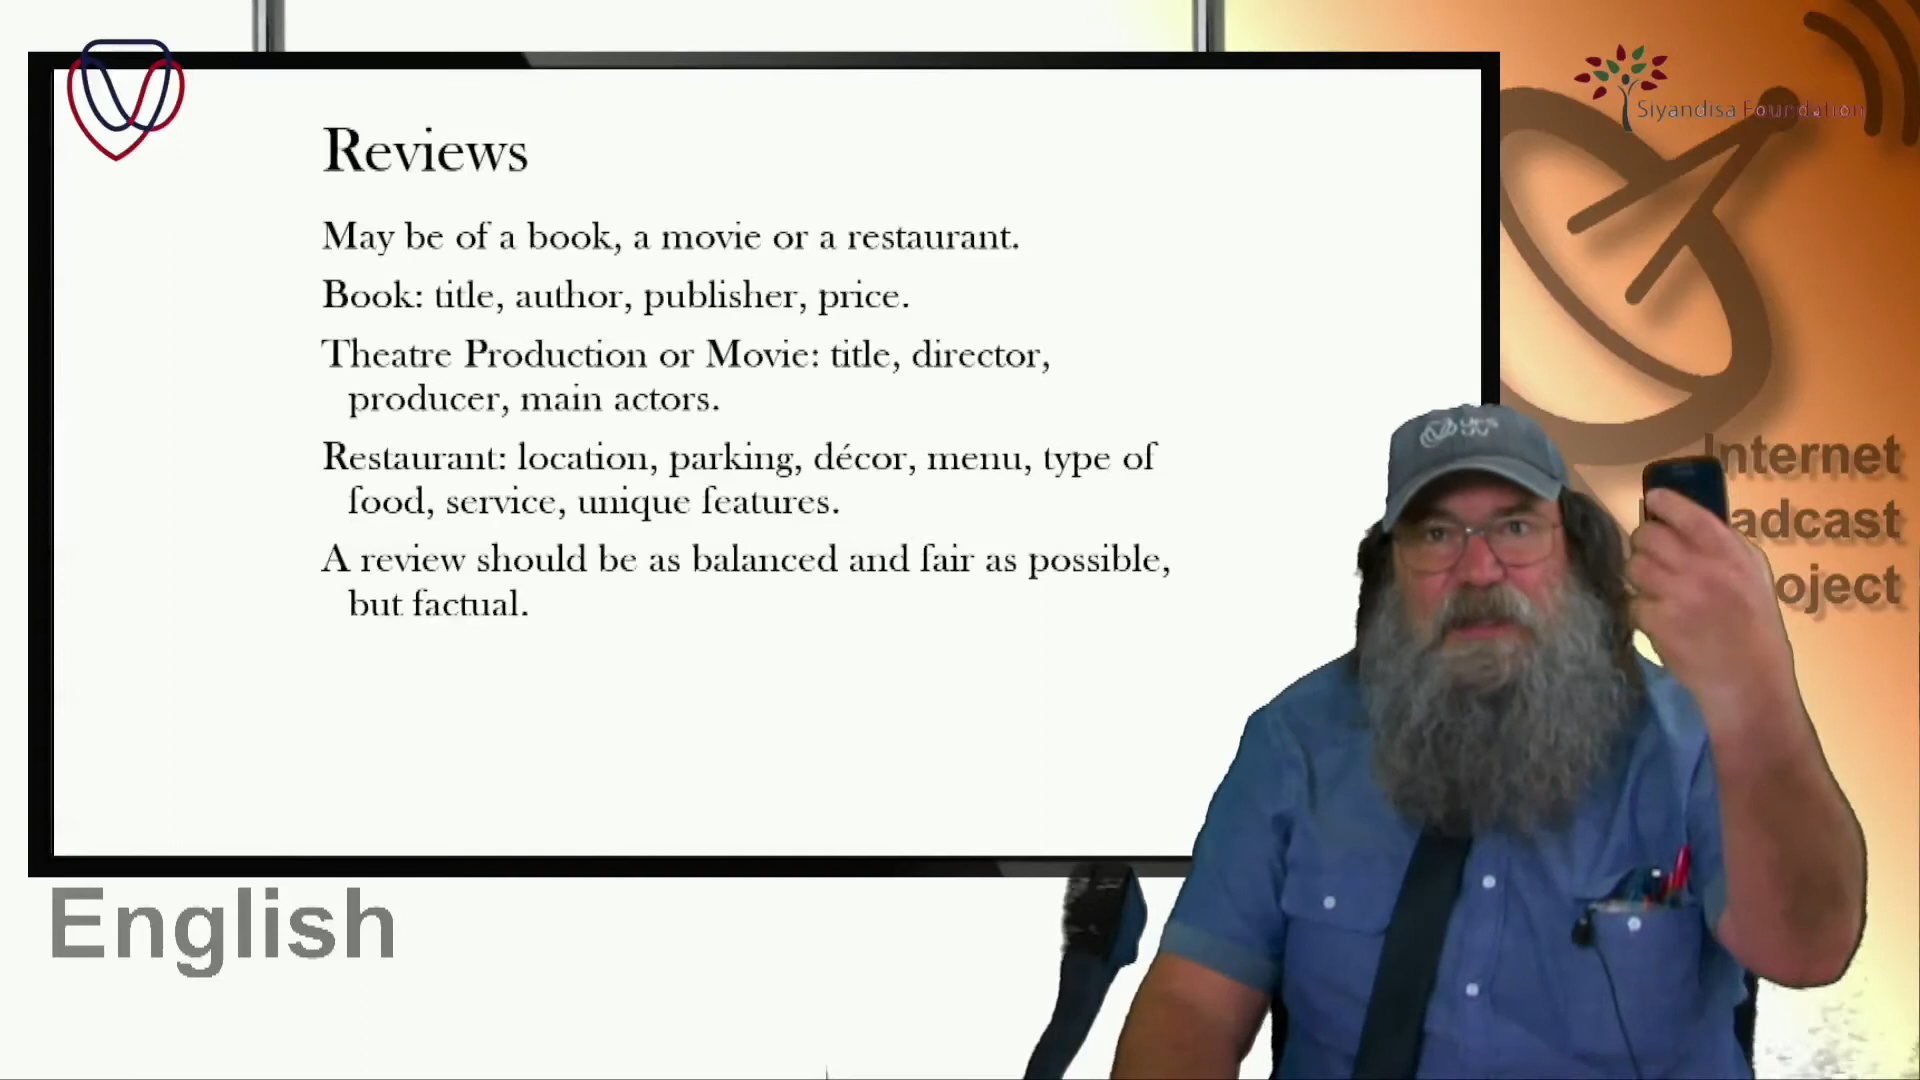 Reviews
May be of a book, a movie or a restaurant.
Book: title, author, publisher, price.
Theatre Production or Movie: title, director,
producer, main actors.
Restaurant: location, parking, décor, menu, type of
food, service, unique features.
A review should be as balanced and fair as possible,
but factual.
Siyandisa Foundation
UFS
UV
nternet
adcast
oject
English